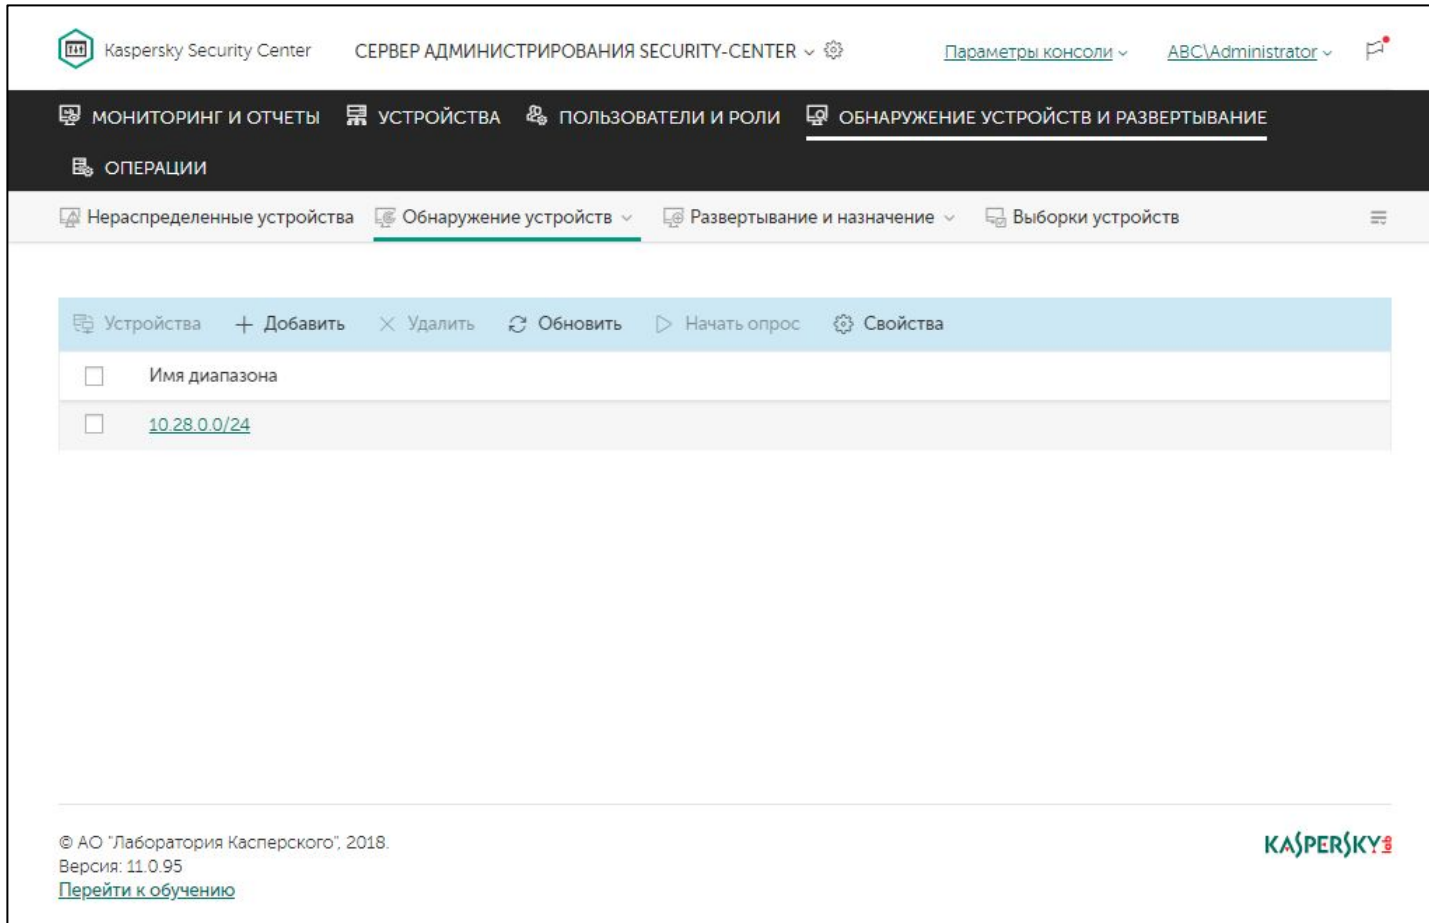 Kaspersky Security Center СЕРВЕР АДМИНИСТРИРОВАНИЯ SECURITY-CENTER Параметры консоли ABC\Administrator
МОНИТОРИНГ И ОТЧЕТЫ УСТРОЙСТВА ПОЛЬЗОВАТЕЛИ И РОЛИ ОБНАРУЖЕНИЕ УСТРОЙСТВ И РАЗВЕРТЫВАНИЕ
ОПЕРАЦИИ
Нераспределенные устройства Обнаружение устройств Развертывание и назначение Выборки устройств
Устройства + Добавить Удалить Обновить Начать опрос Свойства
Имя диапазона
10.28.0.0/24
© АО "Лаборатория Касперского", 2018.
Версия: 11.0.95
Перейти к обучению
KASPERSKY lab